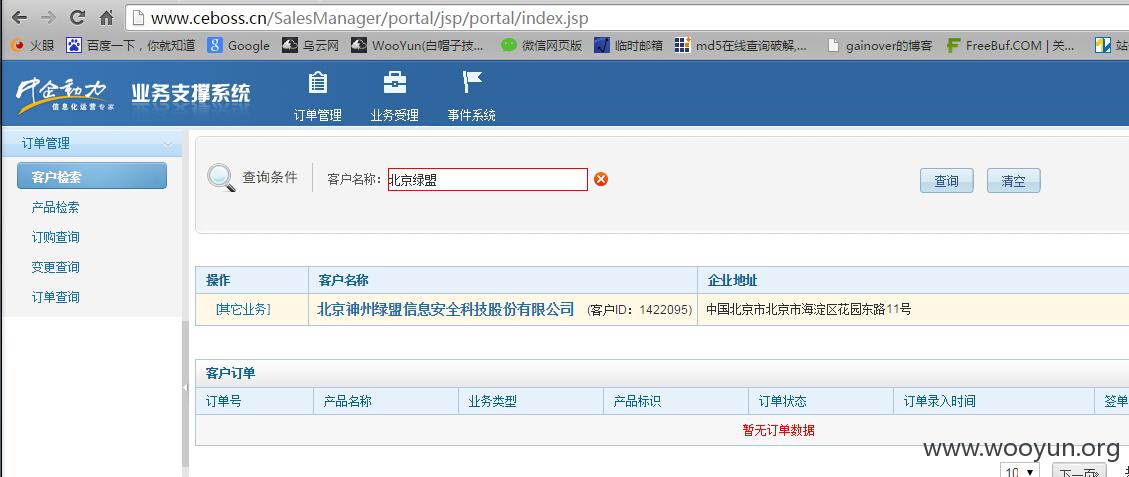 www.ceboss.cn/SalesManager/portal/jsp/portal/index.jsp
火眼 百度一下，你就知道 Google 乌云网 WooYun(白帽子技... 微信网页版 临时邮箱 md5在线查询破解,... gainover的博客 FreeBuf.COM | 关... 站
中企动力 信息化运营专家 业务支撑系统
订单管理 业务受理 事件系统
订单管理
客户检索
产品检索
订购查询
变更查询
订单查询
查询条件 客户名称: 北京绿盟 查询 清空
操作 客户名称 企业地址
[其它业务] 北京神州绿盟信息安全科技股份有限公司 (客户ID：1422095) 中国北京市北京市海淀区花园东路11号
客户订单
订单号 产品名称 业务类型 产品标识 订单状态 订单录入时间 签单
暂无订单数据
www.wooyun.org
10 下一页»